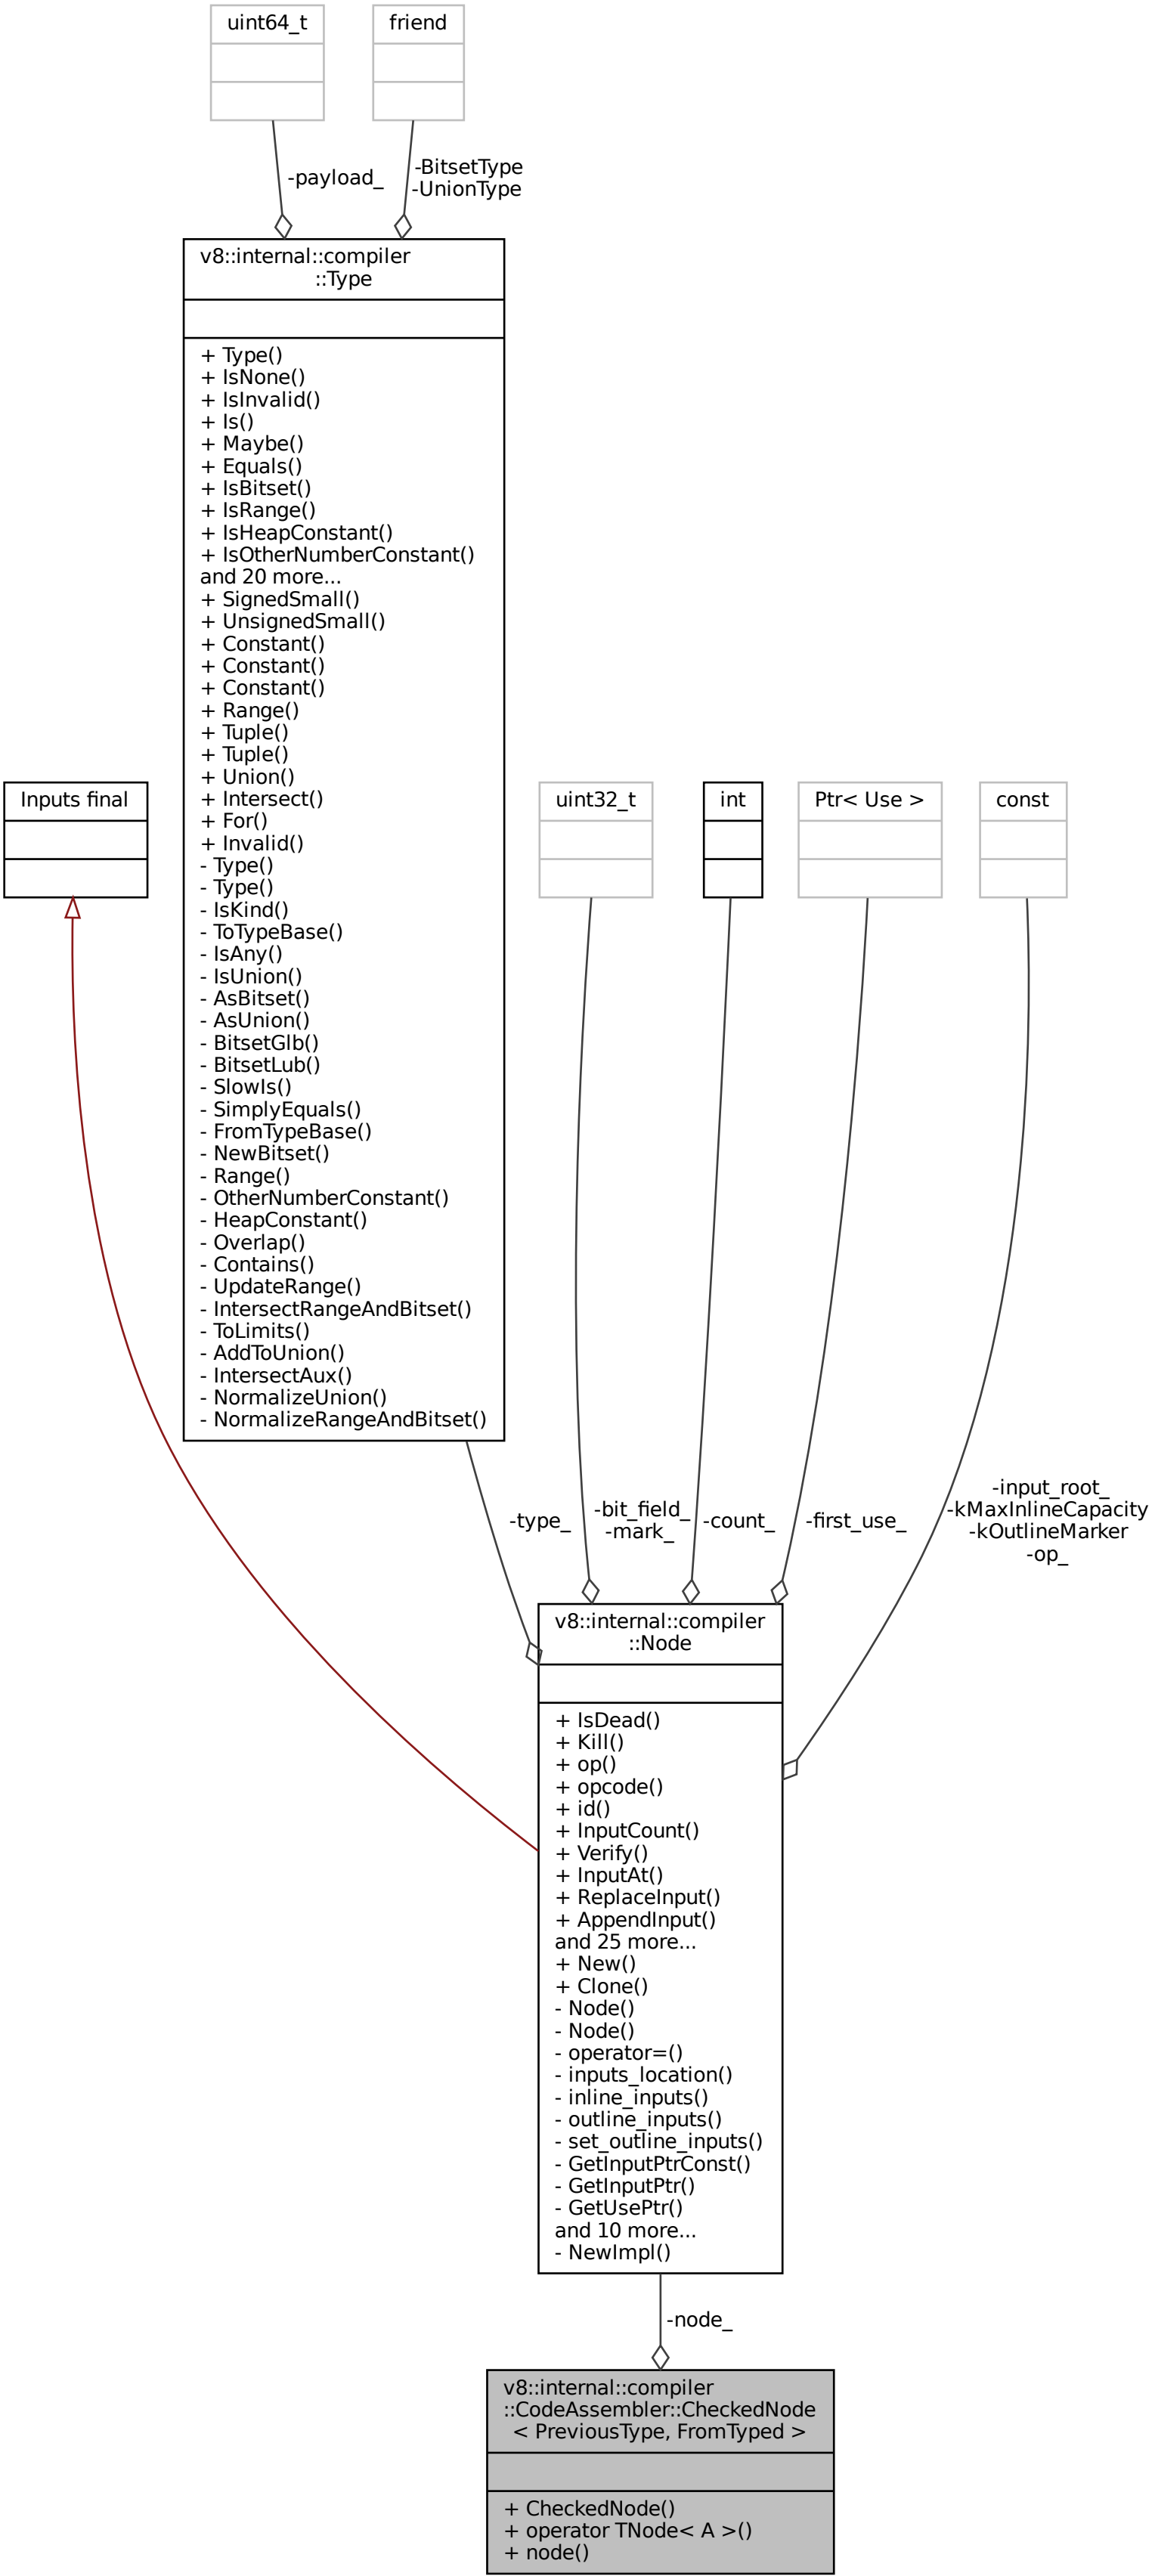 uint64_t
friend
-payload_
-BitsetType
-UnionType
v8::internal::compiler
::Type
+ Type()
+ IsNone()
+ IsInvalid()
+ Is()
+ Maybe()
+ Equals()
+ IsBitset()
+ IsRange()
+ IsHeapConstant()
+ IsOtherNumberConstant()
and 20 more...
+ SignedSmall()
+ UnsignedSmall()
+ Constant()
+ Constant()
+ Constant()
+ Range()
+ Tuple()
+ Tuple()
+ Union()
+ Intersect()
+ For()
+ Invalid()
- Type()
- Type()
- IsKind()
- ToTypeBase()
- IsAny()
- IsUnion()
- AsBitset()
- AsUnion()
- BitsetGlb()
- BitsetLub()
- SlowIs()
- SimplyEquals()
- FromTypeBase()
- NewBitset()
- Range()
- OtherNumberConstant()
- HeapConstant()
- Overlap()
- Contains()
- UpdateRange()
- IntersectRangeAndBitset()
- ToLimits()
- AddToUnion()
- IntersectAux()
- NormalizeUnion()
- NormalizeRangeAndBitset()
Inputs final
uint32_t
int
Ptr< Use >
const
-type_
-bit_field_
-mark_
-count_
-first_use_
-input_root_
-kMaxInlineCapacity
-kOutlineMarker
-op_
v8::internal::compiler
::Node
+ IsDead()
+ Kill()
+ op()
+ opcode()
+ id()
+ InputCount()
+ Verify()
+ InputAt()
+ ReplaceInput()
+ AppendInput()
and 25 more...
+ New()
+ Clone()
- Node()
- Node()
- operator=()
- inputs_location()
- inline_inputs()
- outline_inputs()
- set_outline_inputs()
- GetInputPtrConst()
- GetInputPtr()
- GetUsePtr()
and 10 more...
- NewImpl()
-node_
v8::internal::compiler
::CodeAssembler::CheckedNode
< PreviousType, FromTyped >
+ CheckedNode()
+ operator TNode< A >()
+ node()